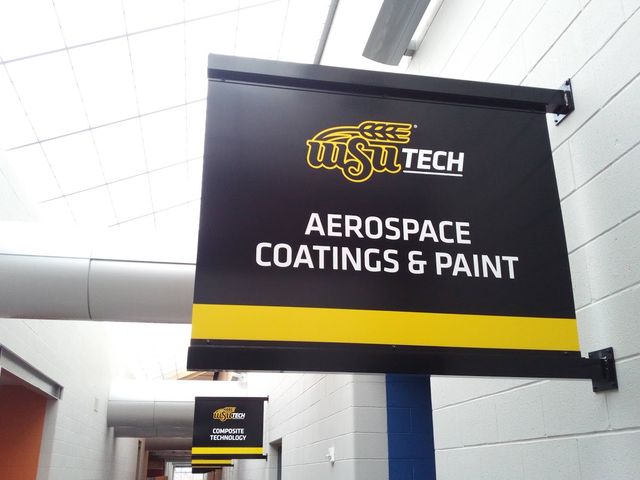 wsu TECH
AEROSPACE
COATINGS & PAINT
wsu TECH
COMPOSITE
TECHNOLOGY